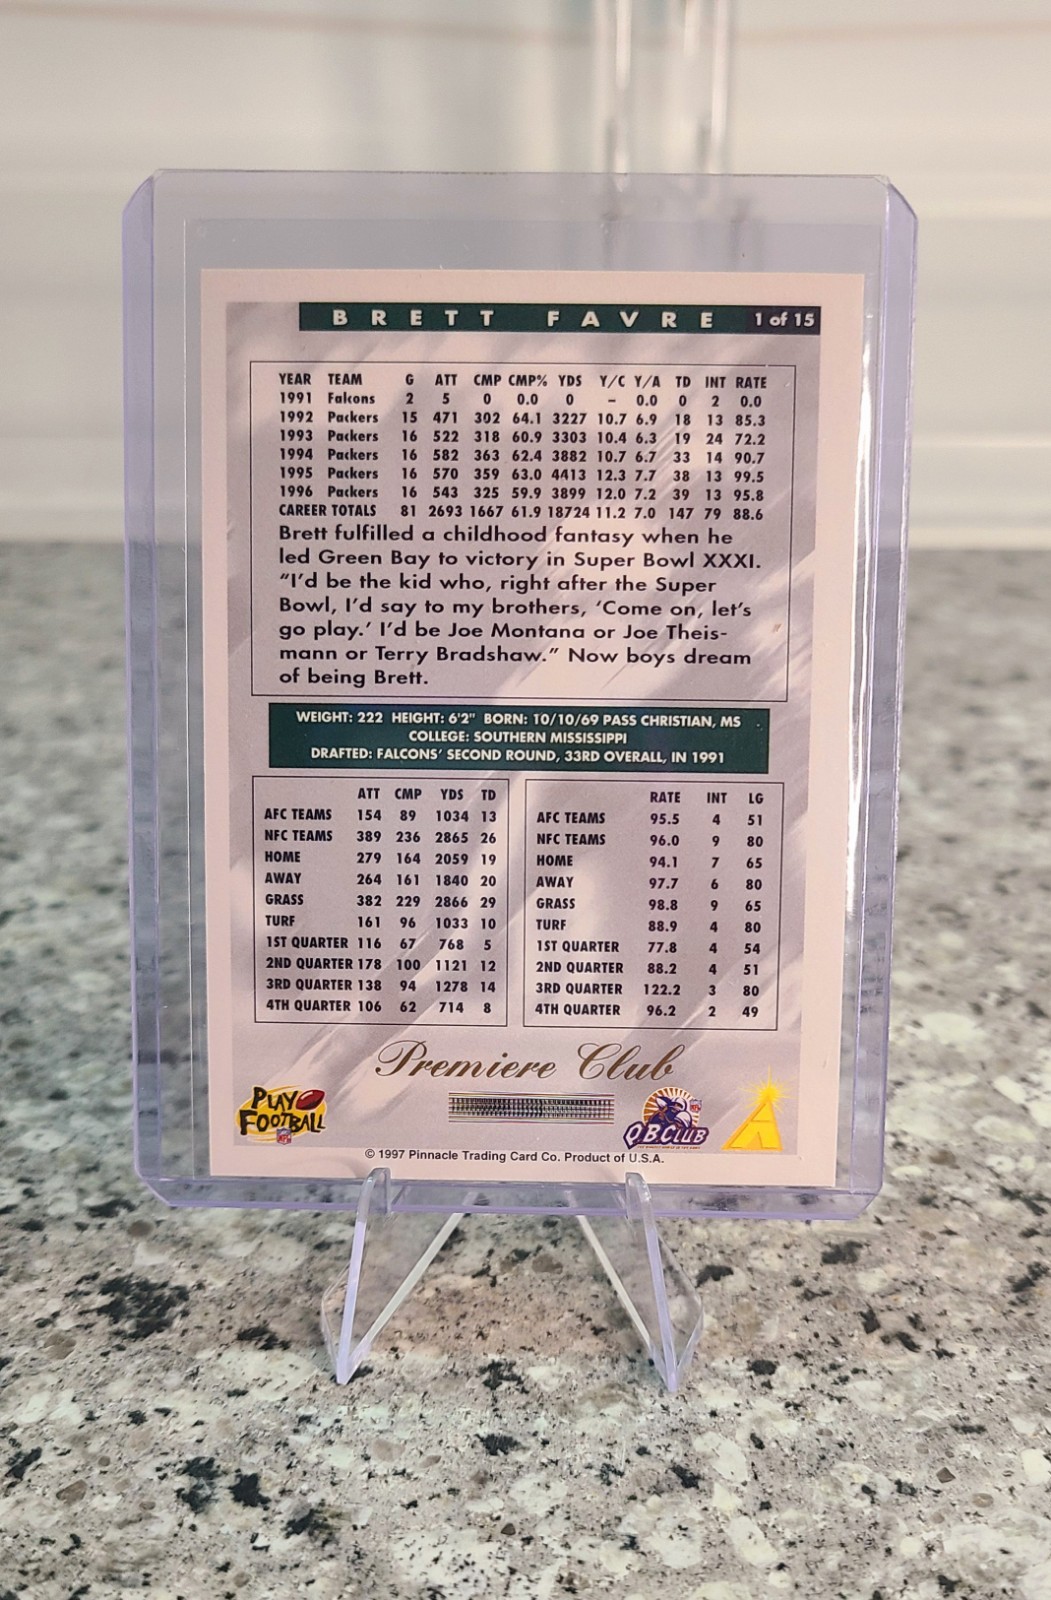 BRETT FAVRE 1 of 15
YEAR TEAM G ATT CMP CMP% YDS Y/C Y/A TD INT RATE
1991 Falcons 2 5 0 0.0 0 – 0.0 0 2 0.0
1992 Packers 15 471 302 64.1 3227 10.7 6.9 18 13 85.3
1993 Packers 16 522 318 60.9 3303 10.4 6.3 19 24 72.2
1994 Packers 16 582 363 62.4 3882 10.7 6.7 33 14 90.7
1995 Packers 16 570 359 63.0 4413 12.3 7.7 38 13 99.5
1996 Packers 16 543 325 59.9 3899 12.0 7.2 39 13 95.8
CAREER TOTALS 81 2693 1667 61.9 18724 11.2 7.0 147 79 88.6
Brett fulfilled a childhood fantasy when he
led Green Bay to victory in Super Bowl XXXI.
“I’d be the kid who, right after the Super
Bowl, I’d say to my brothers, ‘Come on, let’s
go play.’ I’d be Joe Montana or Joe Theis-
mann or Terry Bradshaw.” Now boys dream
of being Brett.
WEIGHT: 222 HEIGHT: 6'2" BORN: 10/10/69 PASS CHRISTIAN, MS
COLLEGE: SOUTHERN MISSISSIPPI
DRAFTED: FALCONS’ SECOND ROUND, 33RD OVERALL, IN 1991
ATT CMP YDS TD
AFC TEAMS 154 89 1034 13
NFC TEAMS 389 236 2865 26
HOME 279 164 2059 19
AWAY 264 161 1840 20
GRASS 382 229 2866 29
TURF 161 96 1033 10
1ST QUARTER 116 67 768 5
2ND QUARTER 178 100 1121 12
3RD QUARTER 138 94 1278 14
4TH QUARTER 106 62 714 8
RATE INT LG
AFC TEAMS 95.5 4 51
NFC TEAMS 96.0 9 80
HOME 94.1 7 65
AWAY 97.7 6 80
GRASS 98.8 9 65
TURF 88.9 4 80
1ST QUARTER 77.8 4 54
2ND QUARTER 88.2 4 51
3RD QUARTER 122.2 3 80
4TH QUARTER 96.2 2 49
Premiere Club
PLAY
FOOTBALL
NFL
QB CLUB
© 1997 Pinnacle Trading Card Co. Product of U.S.A.